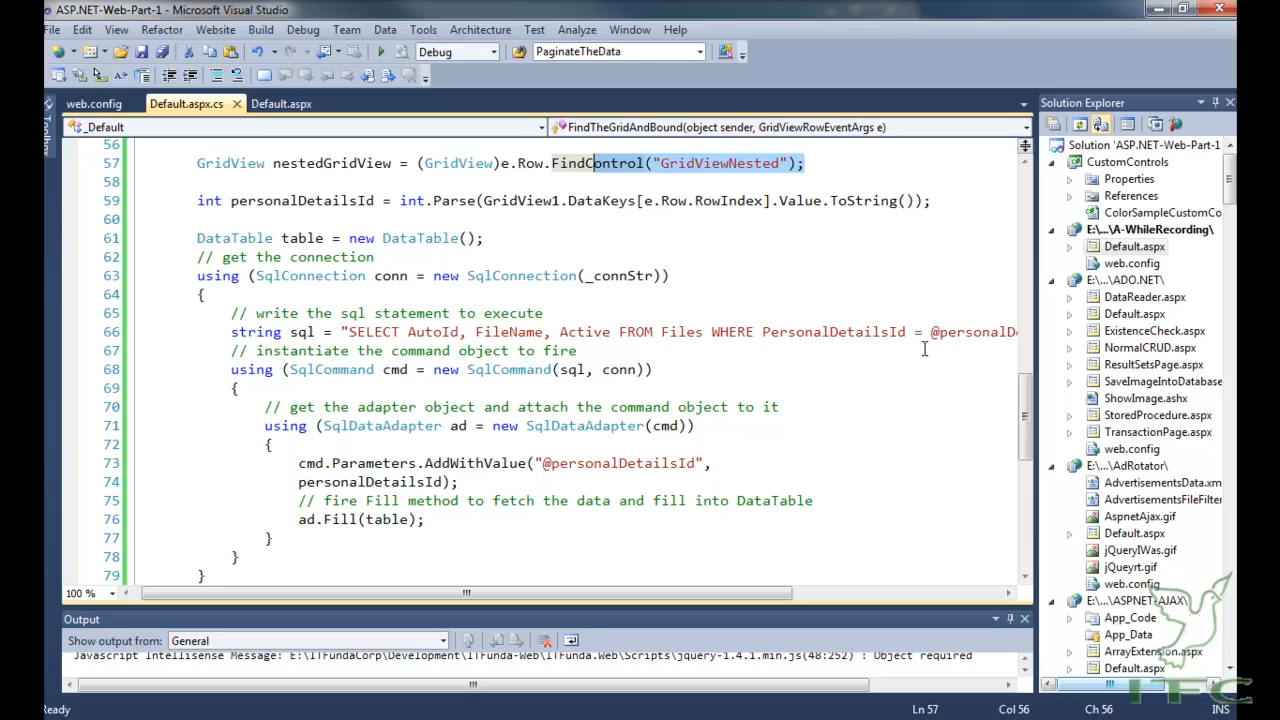 ASP.NET-Web-Part-1 - Microsoft Visual Studio
File Edit View Refactor Website Build Debug Team Data Tools Architecture Test Analyze Window Help
Debug PaginateTheData
web.config Default.aspx.cs Default.aspx
_Default FindTheGridAndBound(object sender, GridViewRowEventArgs e)
56
57 GridView nestedGridView = (GridView)e.Row.FindControl("GridViewNested");
58
59 int personalDetailsId = int.Parse(GridView1.DataKeys[e.Row.RowIndex].Value.ToString());
60
61 DataTable table = new DataTable();
62 // get the connection
63 using (SqlConnection conn = new SqlConnection(_connStr))
64 {
65 // write the sql statement to execute
66 string sql = "SELECT AutoId, FileName, Active FROM Files WHERE PersonalDetailsId = @personalD
67 // instantiate the command object to fire
68 using (SqlCommand cmd = new SqlCommand(sql, conn))
69 {
70 // get the adapter object and attach the command object to it
71 using (SqlDataAdapter ad = new SqlDataAdapter(cmd))
72 {
73 cmd.Parameters.AddWithValue("@personalDetailsId",
74 personalDetailsId);
75 // fire Fill method to fetch the data and fill into DataTable
76 ad.Fill(table);
77 }
78 }
79 }
100 %
Toolbox
Solution Explorer
Solution 'ASP.NET-Web-Part-1
CustomControls
Properties
References
ColorSampleCustomCo
E:\...\A-WhileRecording\
Default.aspx
web.config
E:\...\ADO.NET\
DataReader.aspx
Default.aspx
ExistenceCheck.aspx
NormalCRUD.aspx
ResultSetsPage.aspx
SaveImageIntoDatabase
ShowImage.ashx
StoredProcedure.aspx
TransactionPage.aspx
web.config
E:\...\AdRotator\
AdvertisementsData.xm
AdvertisementsFileFilter
AspnetAjax.gif
Default.aspx
jQueryIWas.gif
jQueyrt.gif
web.config
E:\...\ASPNET-AJAX\
App_Code
App_Data
ArrayExtension.aspx
Default.aspx
Output
Show output from: General
Javascript Intellisense Message: E:\ITFundaCorp\Development\ITFunda-Web\ITFunda.Web\Scripts\jquery-1.4.1.min.js(48:252) : Object required
Ready Ln 57 Col 56 Ch 56 INS
ITFC